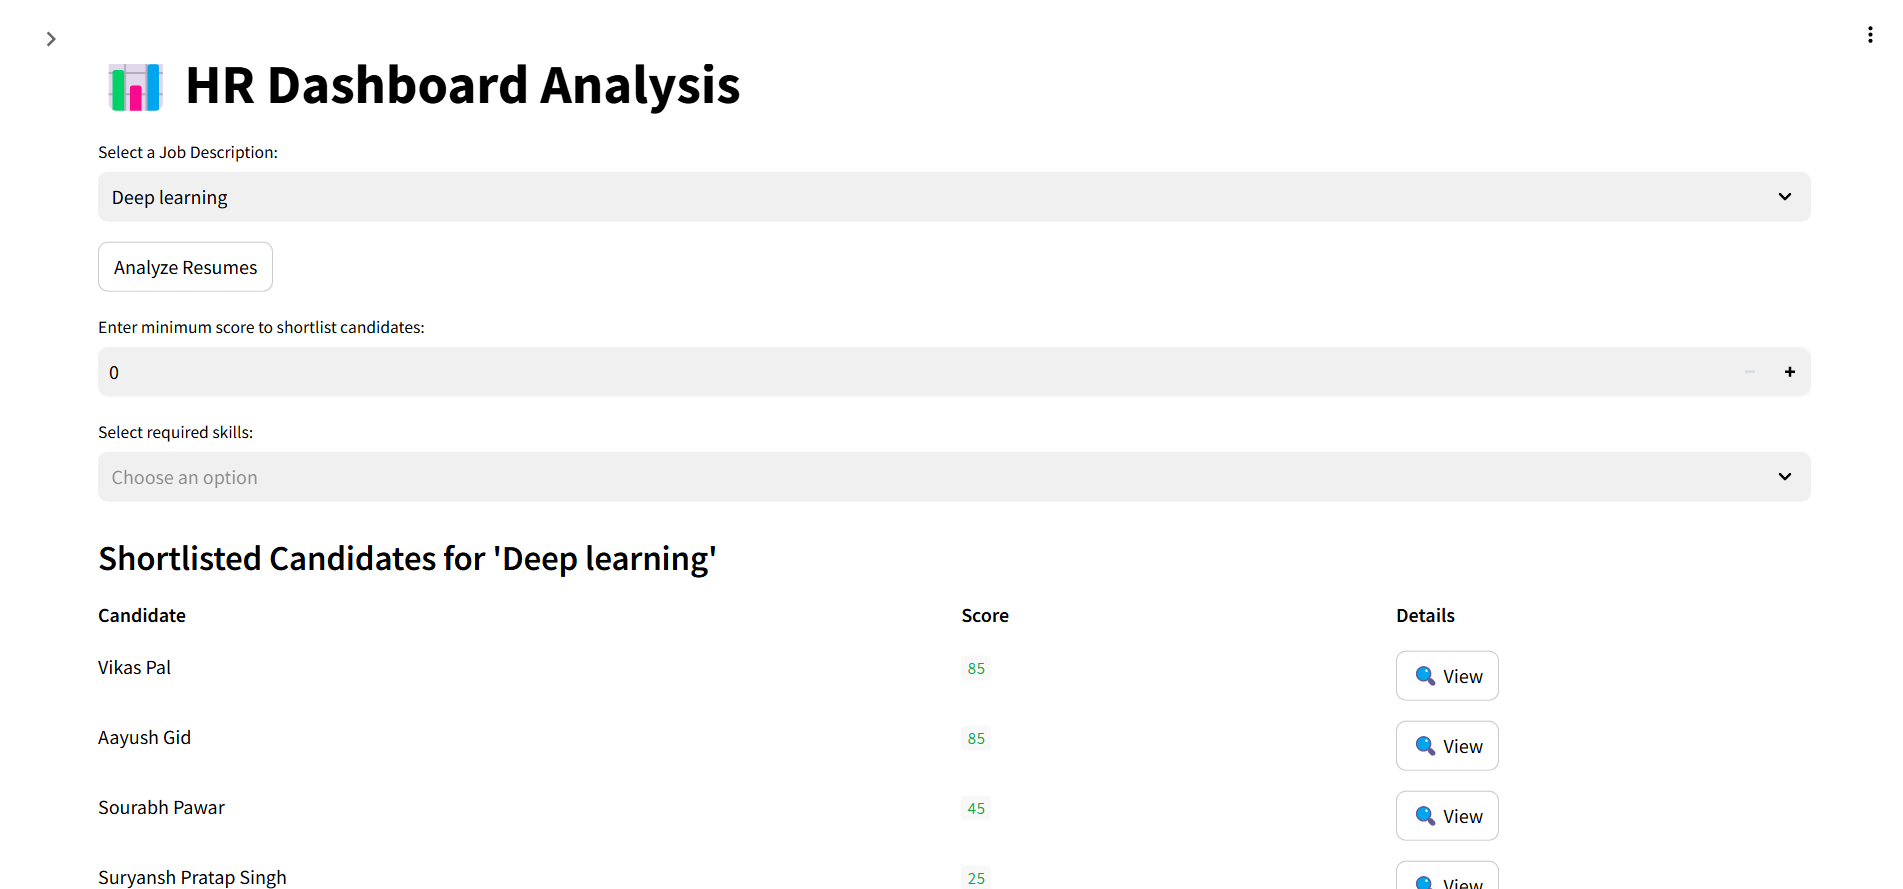 HR Dashboard Analysis
Select a Job Description:
Deep learning
Analyze Resumes
Enter minimum score to shortlist candidates:
0
Select required skills:
Choose an option
Shortlisted Candidates for 'Deep learning'
Candidate Score Details
Vikas Pal 85 View
Aayush Gid 85 View
Sourabh Pawar 45 View
Suryansh Pratap Singh 25 View